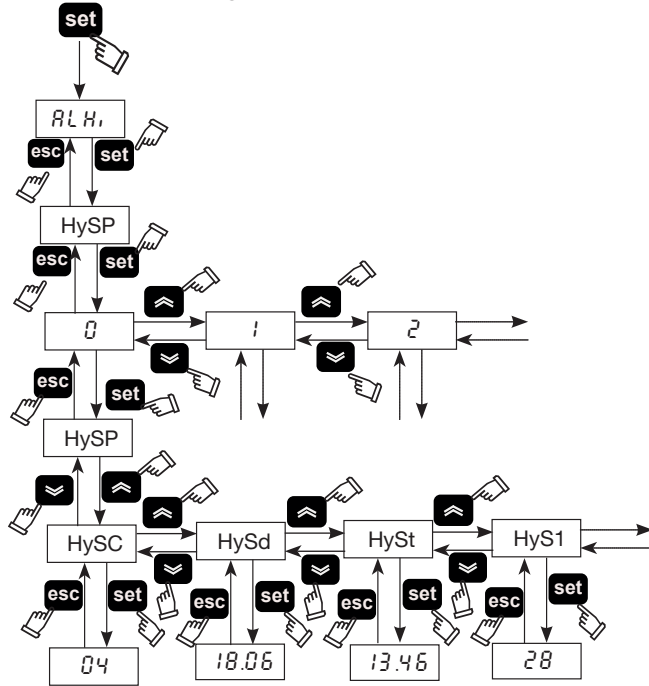 set
ALHi
esc set
HySP
esc set
0 1 2
esc set
HySP
HySC HySd HySt HyS1
esc set esc set esc set esc set
04 18.06 13.46 28